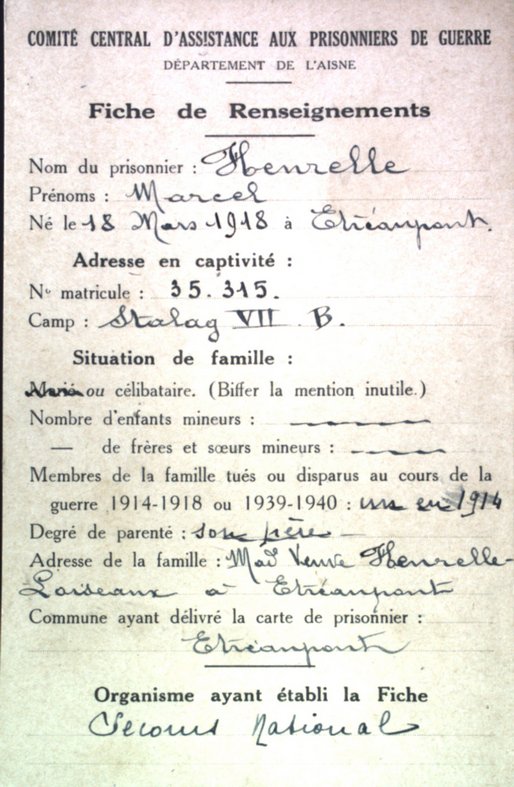 COMITÉ CENTRAL D'ASSISTANCE AUX PRISONNIERS DE GUERRE
DÉPARTEMENT DE L'AISNE
Fiche de Renseignements
Nom du prisonnier : Henrelle
Prénoms : Marcel
Né le 18 Mars 1918 à Etréaupont.
Adresse en captivité :
No matricule : 35.315.
Camp : Stalag VII B.
Situation de famille :
Marié ou célibataire. (Biffer la mention inutile.)
Nombre d'enfants mineurs :
— de frères et sœurs mineurs :
Membres de la famille tués ou disparus au cours de la
guerre 1914-1918 ou 1939-1940 : un en 1914
Degré de parenté : son père
Adresse de la famille : Mad Veuve Henrelle-
Loiseaux à Etréaupont
Commune ayant délivré la carte de prisonnier :
Etréaupont
Organisme ayant établi la Fiche
Secours National